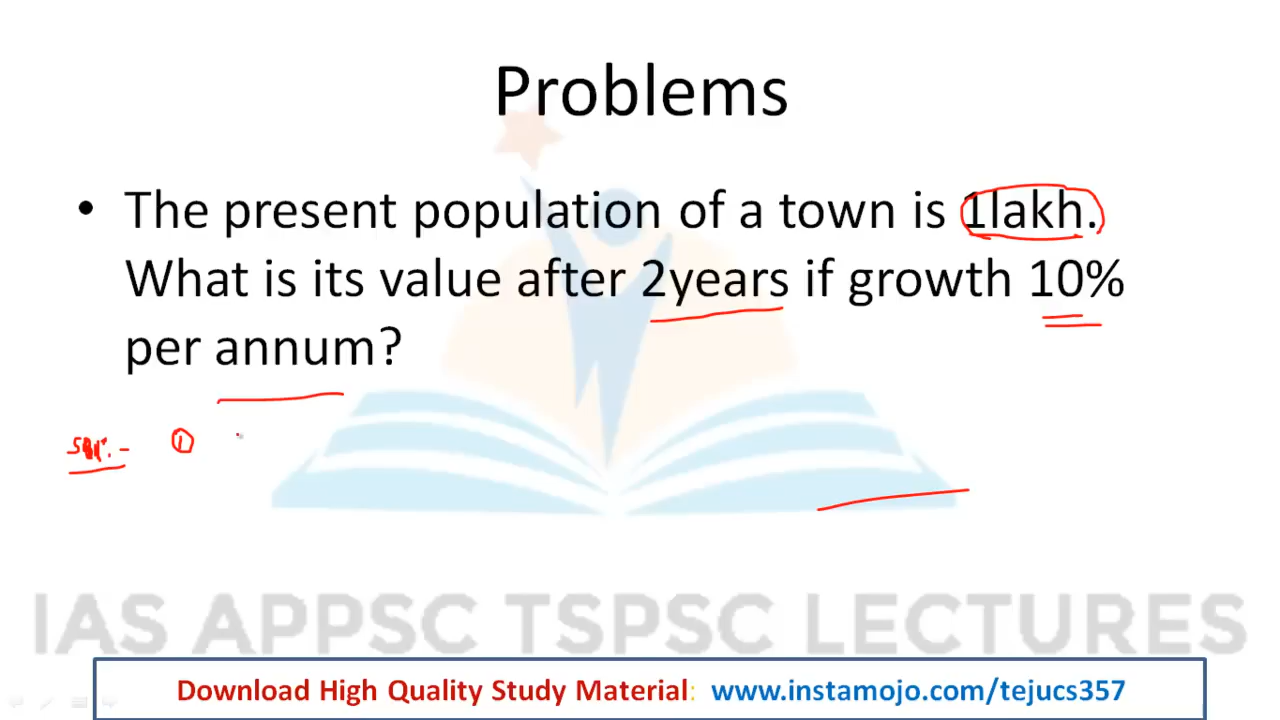 Problems
• The present population of a town is 1lakh.
What is its value after 2years if growth 10%
per annum?
①
IAS APPSC TSPSC LECTURES
Download High Quality Study Material: www.instamojo.com/tejucs357